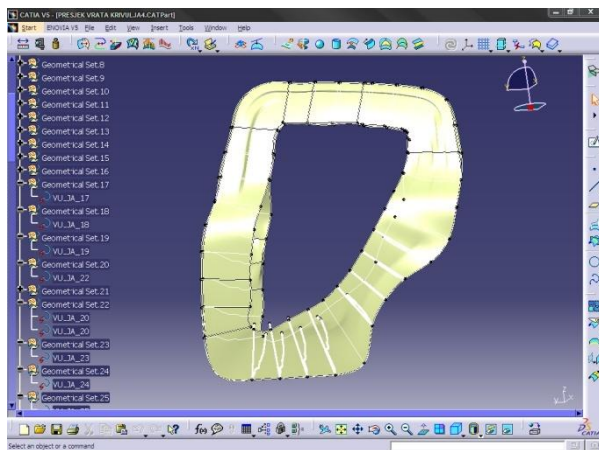 CATIA V5 - [PRESJEK VRATA KRIVULJA4.CATPart]
Start ENOVIA V5 File Edit View Insert Tools Window Help
Geometrical Set.8
Geometrical Set.9
Geometrical Set.10
Geometrical Set.11
Geometrical Set.12
Geometrical Set.13
Geometrical Set.14
Geometrical Set.15
Geometrical Set.16
Geometrical Set.17
VU_JA_17
Geometrical Set.18
VU_JA_18
Geometrical Set.19
VU_JA_19
Geometrical Set.20
VU_JA_22
Geometrical Set.21
Geometrical Set.22
VU_JA_20
VU_JA_20
Geometrical Set.23
VU_JA_23
Geometrical Set.24
VU_JA_24
Geometrical Set.25
CATIA
Select an object or a command